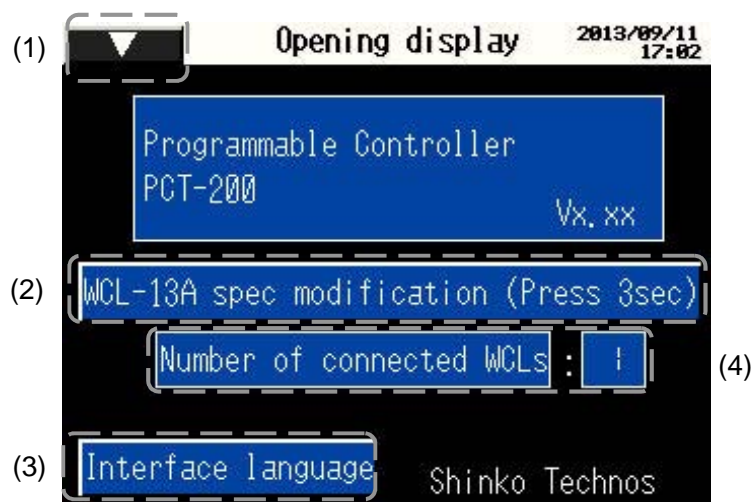 (1)
Opening display
2013/09/11
17:02
Programmable Controller
PCT-200
Vx.xx
(2)
WCL-13A spec modification (Press 3sec)
Number of connected WCLs : 1
(4)
(3)
Interface language
Shinko Technos